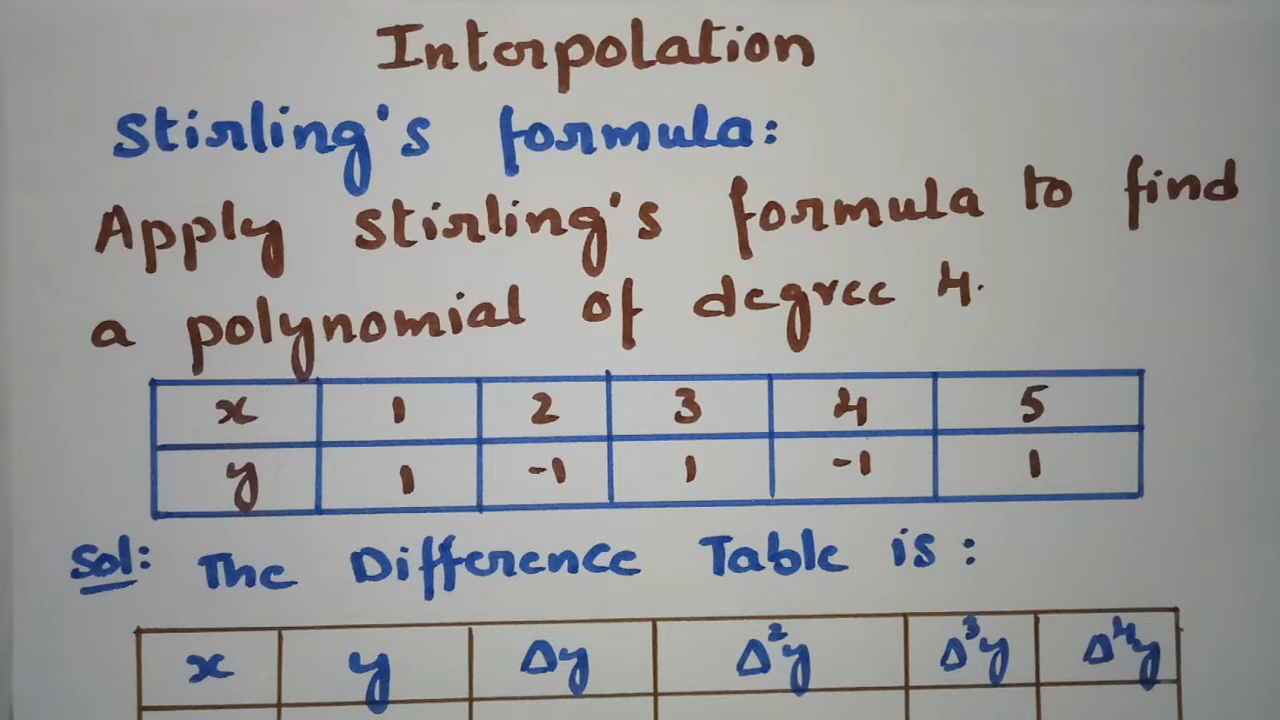 Interpolation
Stirling's formula:
Apply stirling's formula to find
a polynomial of degree 4.
x 1 2 3 4 5
y 1 -1 1 -1 1
Sol: The Difference Table is:
x y Δy Δ²y Δ³y Δ⁴y